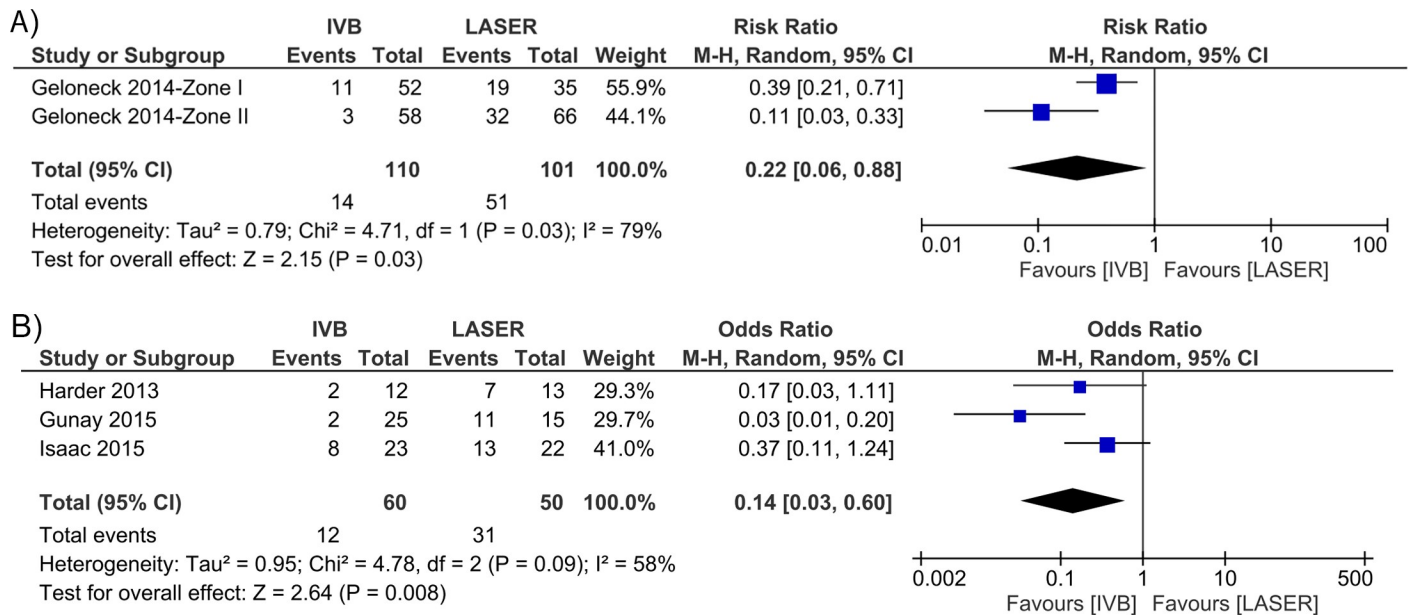 A)
IVB LASER Risk Ratio Risk Ratio
Study or Subgroup Events Total Events Total Weight M-H, Random, 95% CI M-H, Random, 95% CI
Geloneck 2014-Zone I 11 52 19 35 55.9% 0.39 [0.21, 0.71]
Geloneck 2014-Zone II 3 58 32 66 44.1% 0.11 [0.03, 0.33]
Total (95% CI) 110 101 100.0% 0.22 [0.06, 0.88]
Total events 14 51
Heterogeneity: Tau² = 0.79; Chi² = 4.71, df = 1 (P = 0.03); I² = 79%
Test for overall effect: Z = 2.15 (P = 0.03)
0.01 0.1 1 10 100
Favours [IVB] Favours [LASER]
B)
IVB LASER Odds Ratio Odds Ratio
Study or Subgroup Events Total Events Total Weight M-H, Random, 95% CI M-H, Random, 95% CI
Harder 2013 2 12 7 13 29.3% 0.17 [0.03, 1.11]
Gunay 2015 2 25 11 15 29.7% 0.03 [0.01, 0.20]
Isaac 2015 8 23 13 22 41.0% 0.37 [0.11, 1.24]
Total (95% CI) 60 50 100.0% 0.14 [0.03, 0.60]
Total events 12 31
Heterogeneity: Tau² = 0.95; Chi² = 4.78, df = 2 (P = 0.09); I² = 58%
Test for overall effect: Z = 2.64 (P = 0.008)
0.002 0.1 1 10 500
Favours [IVB] Favours [LASER]